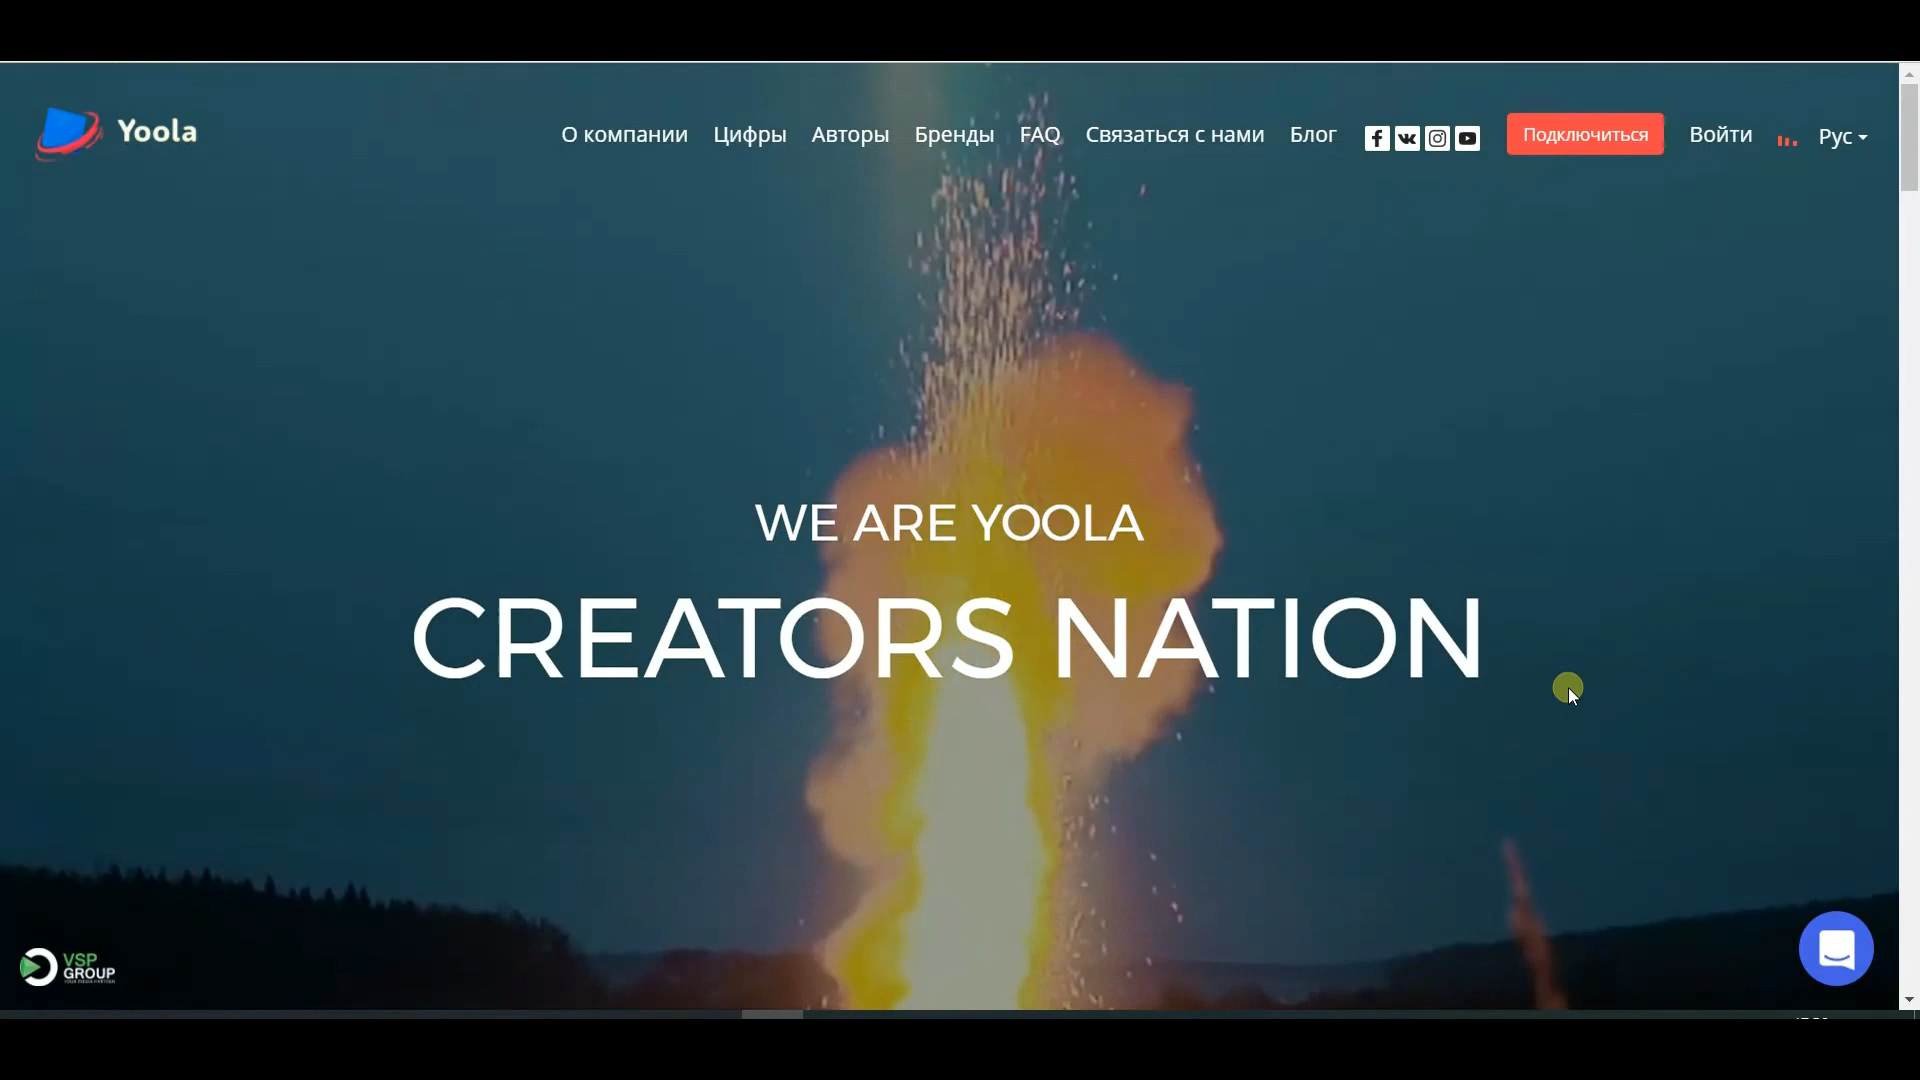 Yoola
О компании Цифры Авторы Бренды FAQ Связаться с нами Блог Подключиться Войти Рус
WE ARE YOOLA
CREATORS NATION
VSP
GROUP